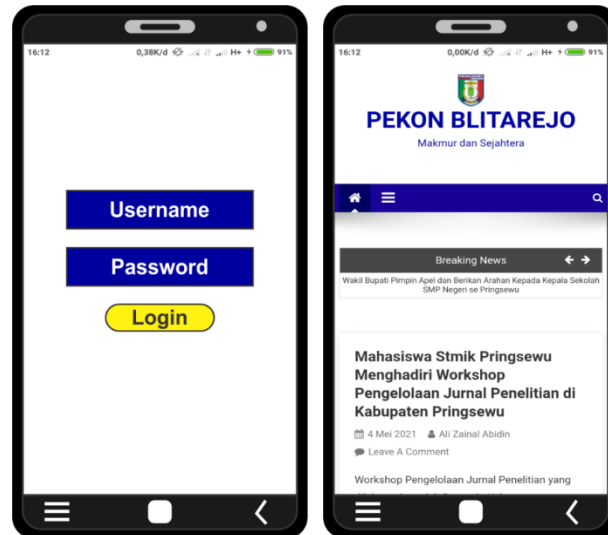 16:12 0,38K/d H+ 91%
Username
Password
Login
16:12 0,00K/d H+ 91%
PEKON BLITAREJO
Makmur dan Sejahtera
Breaking News
Wakil Bupati Pimpin Apel dan Berikan Arahan Kepada Kepala Sekolah
SMP Negeri se Pringsewu
Mahasiswa Stmik Pringsewu
Menghadiri Workshop
Pengelolaan Jurnal Penelitian di
Kabupaten Pringsewu
4 Mei 2021 Ali Zainal Abidin
Leave A Comment
Workshop Pengelolaan Jurnal Penelitian yang